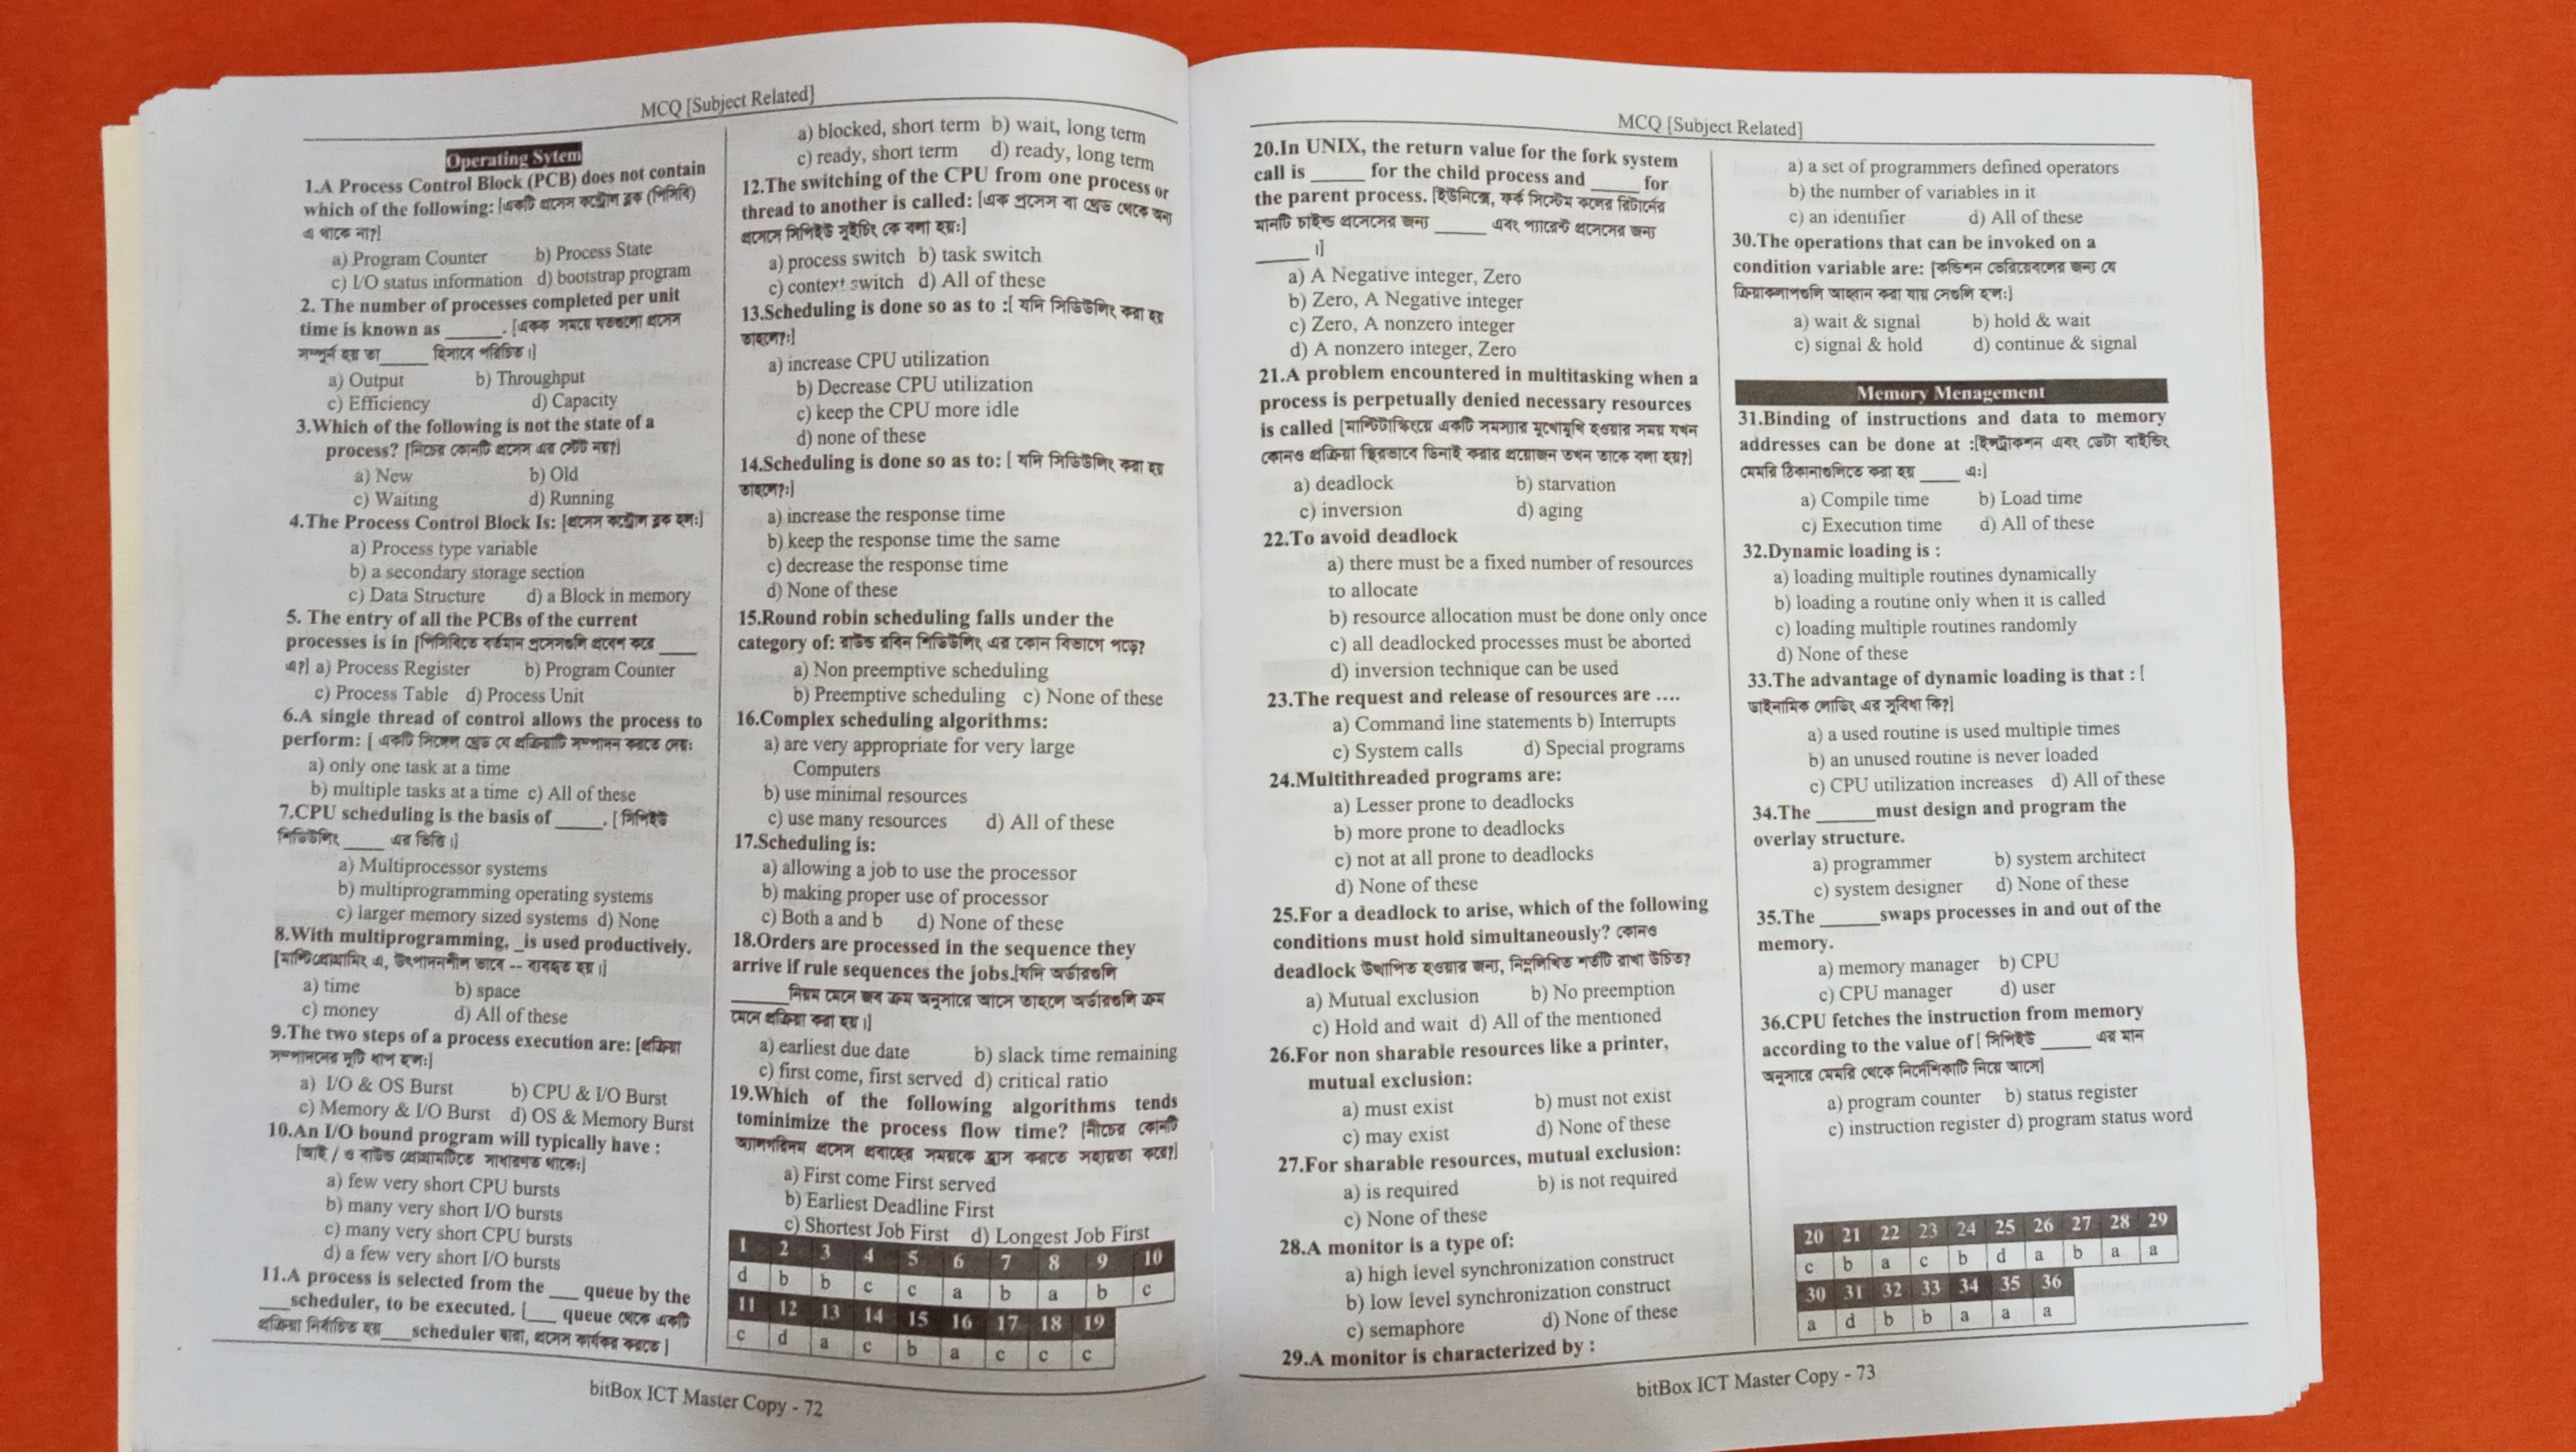 MCQ [Subject Related]
Operating Sytem
1.A Process Control Block (PCB) does not contain
which of the following: [একটি প্রসেস কন্ট্রোল ব্লক (পিসিবি)
এ থাকে না?]
a) Program Counter b) Process State
c) I/O status information d) bootstrap program
2. The number of processes completed per unit
time is known as ______. [একক সময়ে যতগুলো প্রসেস
সম্পূর্ন হয় তা_____ হিসাবে পরিচিত।]
a) Output b) Throughput
c) Efficiency d) Capacity
3.Which of the following is not the state of a
process? [নিচের কোনটি প্রসেস এর স্টেট নয়?]
a) New b) Old
c) Waiting d) Running
4.The Process Control Block Is: [প্রসেস কন্ট্রোল ব্লক হল:]
a) Process type variable
b) a secondary storage section
c) Data Structure d) a Block in memory
5. The entry of all the PCBs of the current
processes is in [পিসিবিতে বর্তমান প্রসেসগুলি প্রবেশ করে ____
এ?] a) Process Register b) Program Counter
c) Process Table d) Process Unit
6.A single thread of control allows the process to
perform: [ একটি সিঙ্গেল থ্রেড যে প্রক্রিয়াটি সম্পাদন করতে দেয়:
a) only one task at a time
b) multiple tasks at a time c) All of these
7.CPU scheduling is the basis of _____. [ সিপিইউ
শিডিউলিং ____ এর ভিত্তি।]
a) Multiprocessor systems
b) multiprogramming operating systems
c) larger memory sized systems d) None
8.With multiprogramming, _is used productively.
[মাল্টিপ্রোগ্রামিং এ, উৎপাদনশীল ভাবে -- ব্যবহৃত হয়।]
a) time b) space
c) money d) All of these
9.The two steps of a process execution are: [প্রক্রিয়া
সম্পাদনের দুটি ধাপ হল:]
a) I/O & OS Burst b) CPU & I/O Burst
c) Memory & I/O Burst d) OS & Memory Burst
10.An I/O bound program will typically have :
[আই / ও বাউন্ড প্রোগ্রামটিতে সাধারণত থাকে:]
a) few very short CPU bursts
b) many very short I/O bursts
c) many very short CPU bursts
d) a few very short I/O bursts
11.A process is selected from the ___ queue by the
___scheduler, to be executed. [___ queue থেকে একটি
প্রক্রিয়া নির্বাচিত হয়___scheduler দ্বারা, প্রসেস কার্যকর করতে ]
a) blocked, short term b) wait, long term
c) ready, short term d) ready, long term
12.The switching of the CPU from one process or
thread to another is called: [এক প্রসেস বা থ্রেড থেকে অন্য
প্রসেসে সিপিইউ সুইচিং কে বলা হয়:]
a) process switch b) task switch
c) context switch d) All of these
13.Scheduling is done so as to :[ যদি সিডিউলিং করা হয়
তাহলে?:]
a) increase CPU utilization
b) Decrease CPU utilization
c) keep the CPU more idle
d) none of these
14.Scheduling is done so as to: [ যদি সিডিউলিং করা হয়
তাহলে?:]
a) increase the response time
b) keep the response time the same
c) decrease the response time
d) None of these
15.Round robin scheduling falls under the
category of: রাউন্ড রবিন শিডিউলিং এর কোন বিভাগে পড়ে?
a) Non preemptive scheduling
b) Preemptive scheduling c) None of these
16.Complex scheduling algorithms:
a) are very appropriate for very large
Computers
b) use minimal resources
c) use many resources d) All of these
17.Scheduling is:
a) allowing a job to use the processor
b) making proper use of processor
c) Both a and b d) None of these
18.Orders are processed in the sequence they
arrive if rule sequences the jobs.[যদি অর্ডারগুলি
______নিয়ম মেনে জব ক্রম অনুসারে আসে তাহলে অর্ডারগুলি ক্রম
মেনে প্রক্রিয়া করা হয়।]
a) earliest due date b) slack time remaining
c) first come, first served d) critical ratio
19.Which of the following algorithms tends
tominimize the process flow time? [নীচের কোনটি
অ্যালগরিদম প্রসেস প্রবাহের সময়কে হ্রাস করতে সহায়তা করে?]
a) First come First served
b) Earliest Deadline First
c) Shortest Job First d) Longest Job First
1 2 3 4 5 6 7 8 9 10
d b b c c a b a b c
11 12 13 14 15 16 17 18 19
c d a c b a c c c
bitBox ICT Master Copy - 72
MCQ [Subject Related]
20.In UNIX, the return value for the fork system
call is _____ for the child process and _____ for
the parent process. [ইউনিক্সে, ফর্ক সিস্টেম কলের রিটার্নের
মানটি চাইল্ড প্রসেসের জন্য _____ এবং প্যারেন্ট প্রসেসের জন্য
_____।]
a) A Negative integer, Zero
b) Zero, A Negative integer
c) Zero, A nonzero integer
d) A nonzero integer, Zero
21.A problem encountered in multitasking when a
process is perpetually denied necessary resources
is called [মাল্টিটাস্কিংয়ে একটি সমস্যার মুখোমুখি হওয়ার সময় যখন
কোনও প্রক্রিয়া স্থিরভাবে ডিনাই করার প্রয়োজন তখন তাকে বলা হয়?]
a) deadlock b) starvation
c) inversion d) aging
22.To avoid deadlock
a) there must be a fixed number of resources
to allocate
b) resource allocation must be done only once
c) all deadlocked processes must be aborted
d) inversion technique can be used
23.The request and release of resources are ….
a) Command line statements b) Interrupts
c) System calls d) Special programs
24.Multithreaded programs are:
a) Lesser prone to deadlocks
b) more prone to deadlocks
c) not at all prone to deadlocks
d) None of these
25.For a deadlock to arise, which of the following
conditions must hold simultaneously? কোনও
deadlock উত্থাপিত হওয়ার জন্য, নিম্নলিখিত শর্তটি রাখা উচিত?
a) Mutual exclusion b) No preemption
c) Hold and wait d) All of the mentioned
26.For non sharable resources like a printer,
mutual exclusion:
a) must exist b) must not exist
c) may exist d) None of these
27.For sharable resources, mutual exclusion:
a) is required b) is not required
c) None of these
28.A monitor is a type of:
a) high level synchronization construct
b) low level synchronization construct
c) semaphore d) None of these
29.A monitor is characterized by :
a) a set of programmers defined operators
b) the number of variables in it
c) an identifier d) All of these
30.The operations that can be invoked on a
condition variable are: [কন্ডিশন ভেরিয়েবলের জন্য যে
ক্রিয়াকলাপগুলি আহ্বান করা যায় সেগুলি হল:]
a) wait & signal b) hold & wait
c) signal & hold d) continue & signal
Memory Menagement
31.Binding of instructions and data to memory
addresses can be done at :[ইন্সট্রাকশন এবং ডেটা বাইন্ডিং
মেমরি ঠিকানাগুলিতে করা হয় ____ এ:]
a) Compile time b) Load time
c) Execution time d) All of these
32.Dynamic loading is :
a) loading multiple routines dynamically
b) loading a routine only when it is called
c) loading multiple routines randomly
d) None of these
33.The advantage of dynamic loading is that : [
ডাইনামিক লোডিং এর সুবিধা কি?]
a) a used routine is used multiple times
b) an unused routine is never loaded
c) CPU utilization increases d) All of these
34.The ______must design and program the
overlay structure.
a) programmer b) system architect
c) system designer d) None of these
35.The ______swaps processes in and out of the
memory.
a) memory manager b) CPU
c) CPU manager d) user
36.CPU fetches the instruction from memory
according to the value of [ সিপিইউ _____ এর মান
অনুসারে মেমরি থেকে নির্দেশিকাটি নিয়ে আসে]
a) program counter b) status register
c) instruction register d) program status word
20 21 22 23 24 25 26 27 28 29
c b a c b d a b a a
30 31 32 33 34 35 36
a d b b a a a
bitBox ICT Master Copy - 73